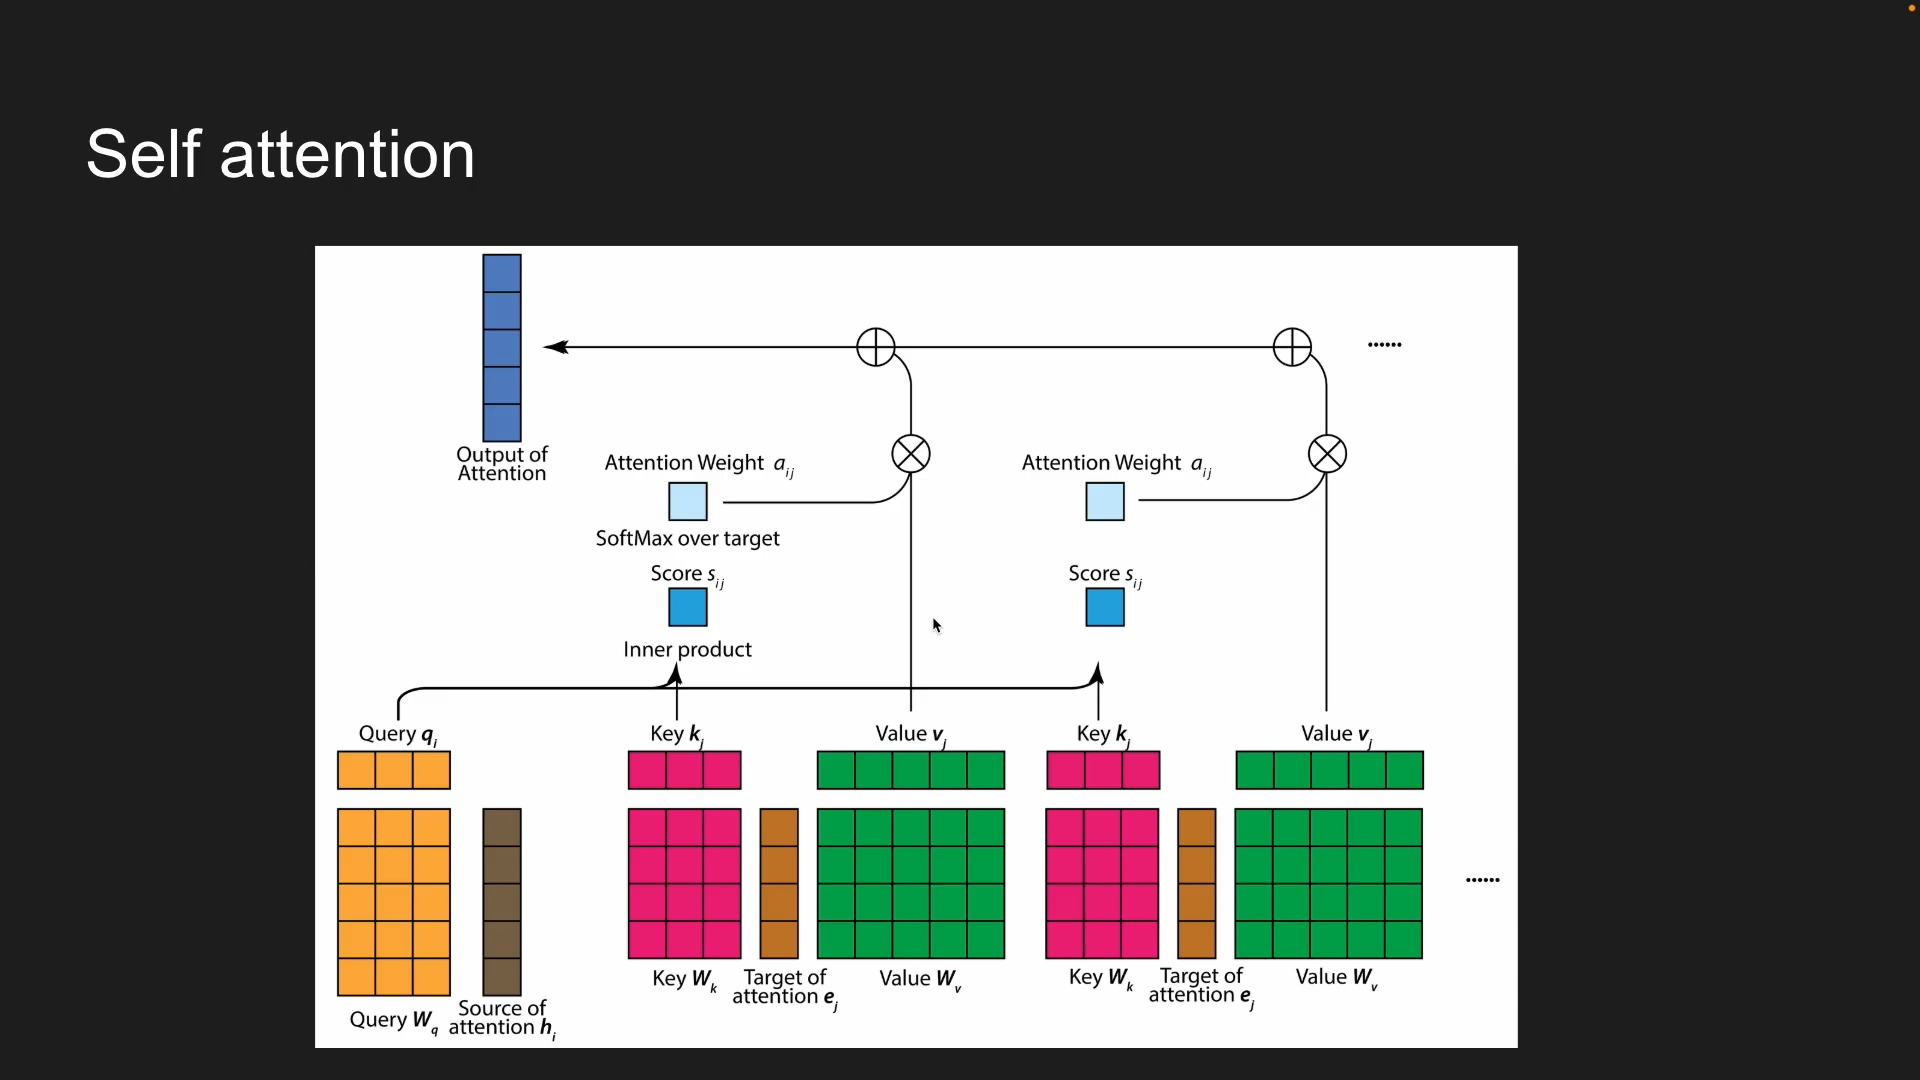 Self attention
Output of
Attention
Attention Weight a_ij
Attention Weight a_ij
SoftMax over target
Score s_ij
Score s_ij
Inner product
Query q_i
Key k_j
Value v_j
Key k_j
Value v_j
......
......
Key W_k
Target of
attention e_j
Value W_v
Key W_k
Target of
attention e_j
Value W_v
Query W_q
Source of
attention h_i